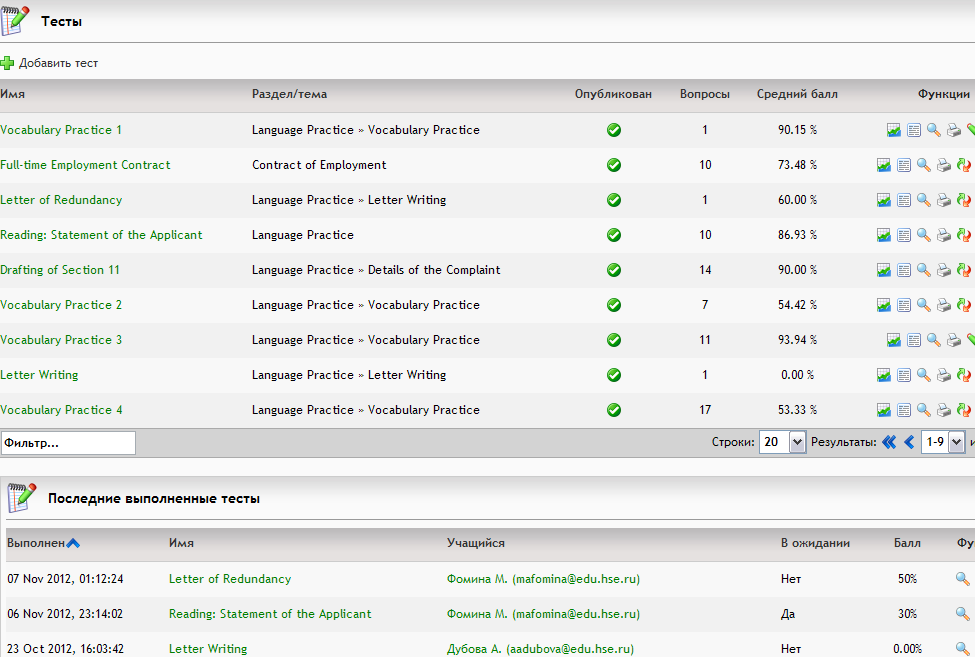 Тесты
Добавить тест
Имя Раздел/тема Опубликован Вопросы Средний балл Функции
Vocabulary Practice 1 Language Practice » Vocabulary Practice 1 90.15 %
Full-time Employment Contract Contract of Employment 10 73.48 %
Letter of Redundancy Language Practice » Letter Writing 1 60.00 %
Reading: Statement of the Applicant Language Practice 10 86.93 %
Drafting of Section 11 Language Practice » Details of the Complaint 14 90.00 %
Vocabulary Practice 2 Language Practice » Vocabulary Practice 7 54.42 %
Vocabulary Practice 3 Language Practice » Vocabulary Practice 11 93.94 %
Letter Writing Language Practice » Letter Writing 1 0.00 %
Vocabulary Practice 4 Language Practice » Vocabulary Practice 17 53.33 %
Фильтр... Строки: 20 Результаты: 1-9
Последние выполненные тесты
Выполнен Имя Учащийся В ожидании Балл
07 Nov 2012, 01:12:24 Letter of Redundancy Фомина М. (mafomina@edu.hse.ru) Нет 50%
06 Nov 2012, 23:14:02 Reading: Statement of the Applicant Фомина М. (mafomina@edu.hse.ru) Да 30%
23 Oct 2012, 16:03:42 Letter Writing Дубова А. (aadubova@edu.hse.ru) Нет 0.00%